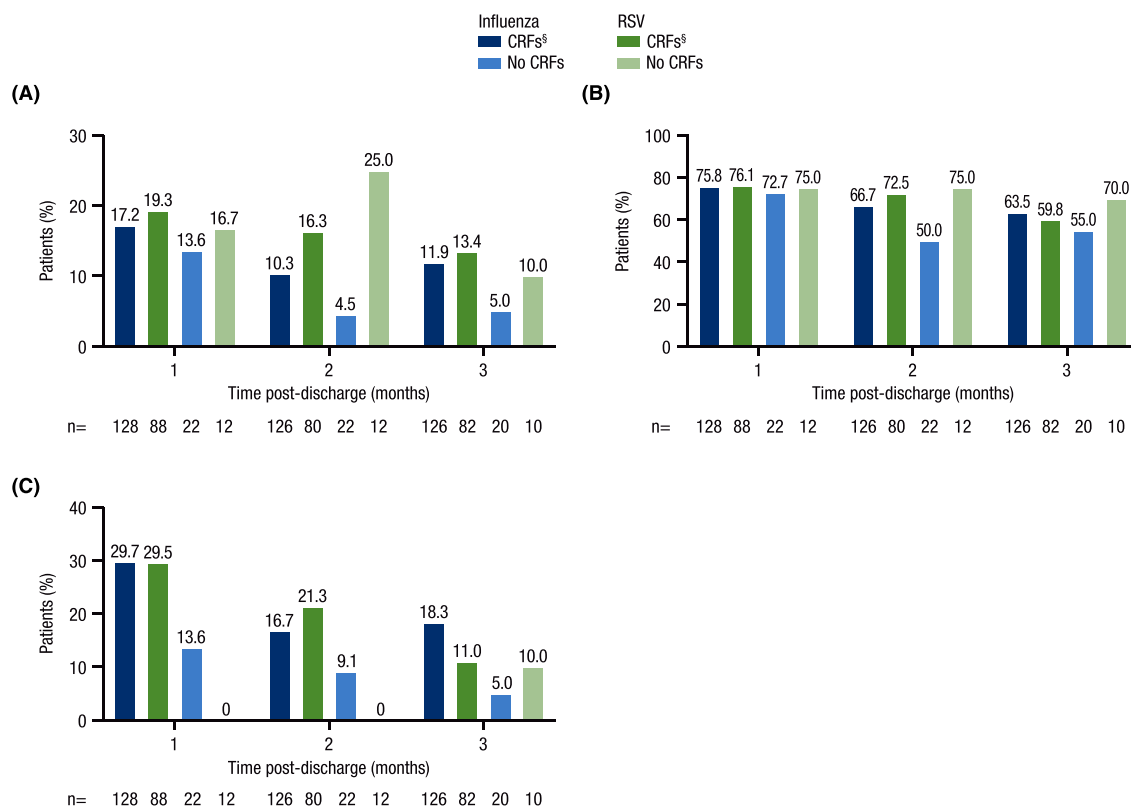 Influenza RSV
CRFs§ CRFs§
No CRFs No CRFs
(A)
30
20
10
0
Patients (%)
17.2 19.3 13.6 16.7
10.3 16.3 4.5 25.0
11.9 13.4 5.0 10.0
1 2 3
Time post-discharge (months)
n= 128 88 22 12 126 80 22 12 126 82 20 10
(B)
100
80
60
40
20
0
Patients (%)
75.8 76.1 72.7 75.0
66.7 72.5 50.0 75.0
63.5 59.8 55.0 70.0
1 2 3
Time post-discharge (months)
n= 128 88 22 12 126 80 22 12 126 82 20 10
(C)
40
30
20
10
0
Patients (%)
29.7 29.5 13.6 0
16.7 21.3 9.1 0
18.3 11.0 5.0 10.0
1 2 3
Time post-discharge (months)
n= 128 88 22 12 126 80 22 12 126 82 20 10